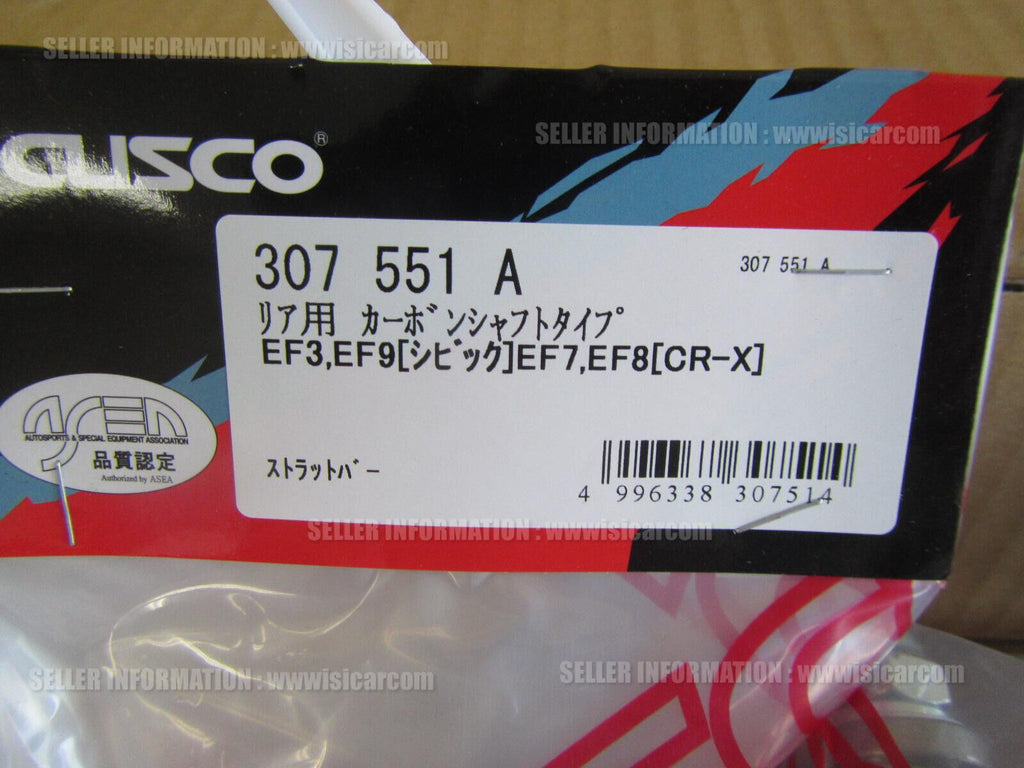 SELLER INFORMATION : wwwisicarcom
CUSCO®
SELLER INFORMATION : wwwisicarcom
307 551 A
307 551 A
リア用 カーボンシャフトタイプ
EF3,EF9[シビック]EF7,EF8[CR-X]
ASEA
AUTOSPORTS & SPECIAL EQUIPMENT ASSOCIATION
品質認定
Authorized by ASEA
ストラットバー
4 996338 307514
SELLER INFORMATION : wwwisicarcom
SELLER INFORMATION : wwwisicarcom
SELLER INFORMATION : wwwisicarcom